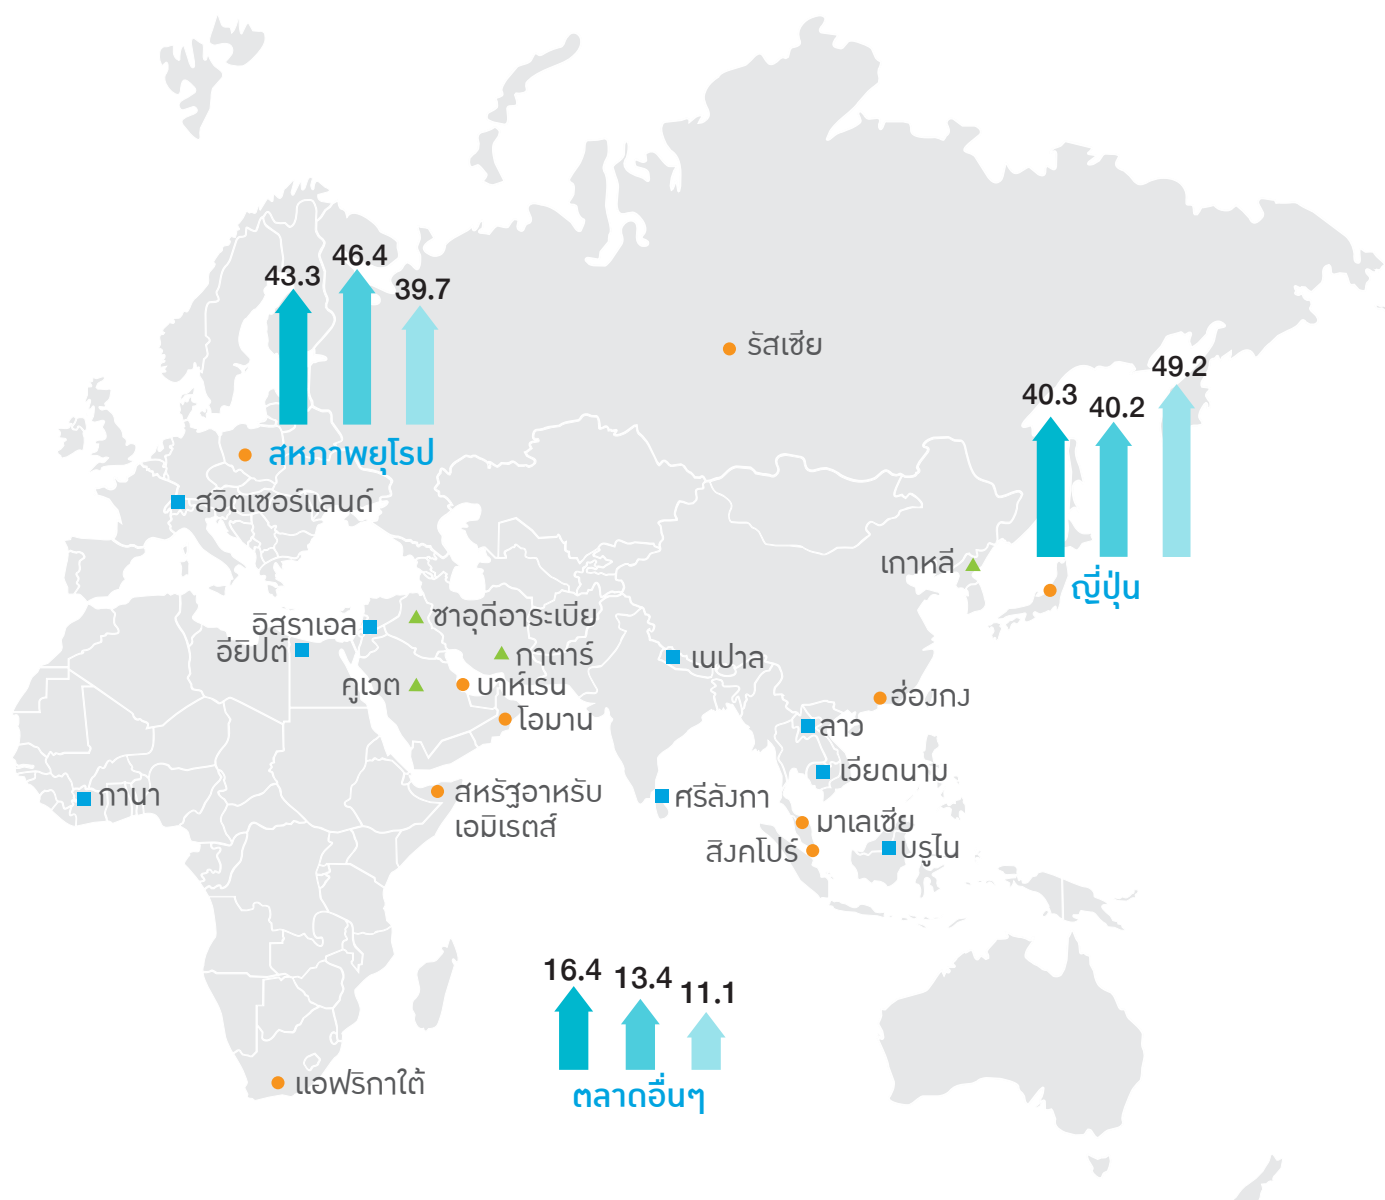 46.4
43.3
39.7
รัสเซีย
49.2
40.3
40.2
สหภาพยุโรป
สวิตเซอร์แลนด์
เกาหลี
ญี่ปุ่น
ซาอุดีอาระเบีย
อิสราเอล
อียิปต์
กาตาร์
เนปาล
คูเวต
บาห์เรน
ฮ่องกง
โอมาน
ลาว
เวียดนาม
สหรัฐอาหรับ
เอมิเรตส์
กานา
ศรีลังกา
มาเลเซีย
สิงคโปร์
บรูไน
16.4
13.4
11.1
แอฟริกาใต้
ตลาดอื่นๆ